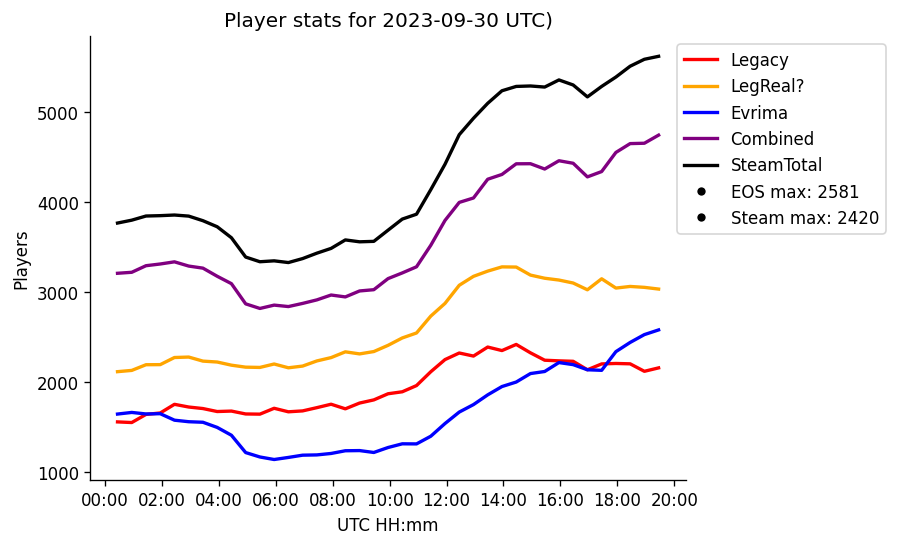 Player stats for 2023-09-30 UTC)
Legacy
LegReal?
Evrima
Combined
SteamTotal
EOS max: 2581
Steam max: 2420
Players
5000
4000
3000
2000
1000
00:00 02:00 04:00 06:00 08:00 10:00 12:00 14:00 16:00 18:00 20:00
UTC HH:mm